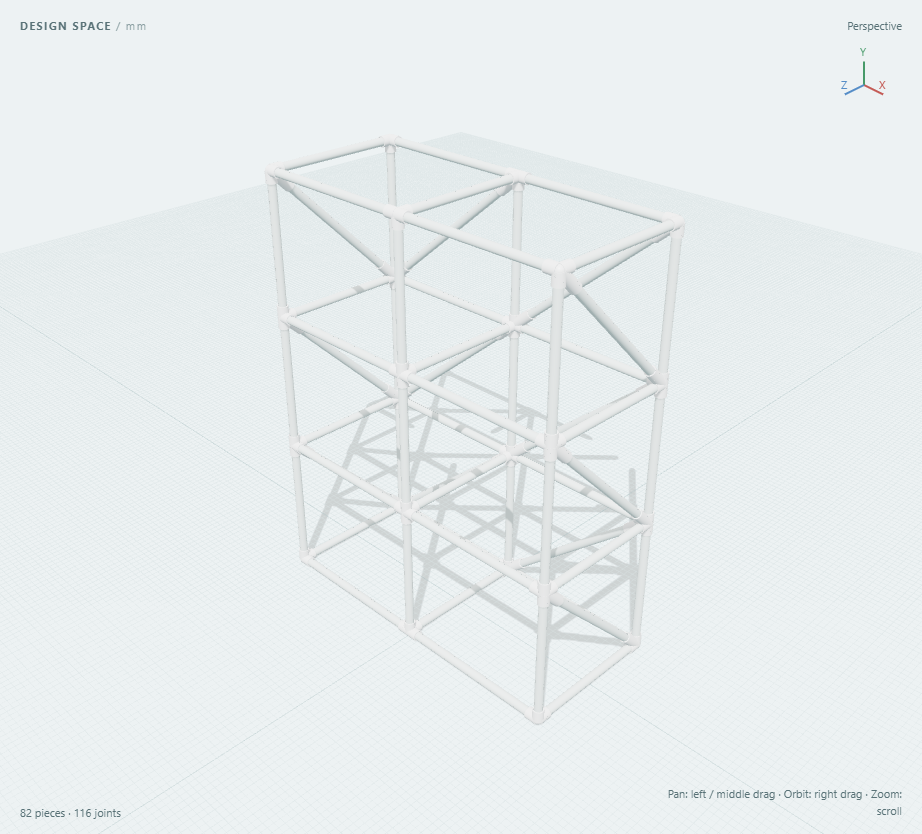 DESIGN SPACE / mm
Perspective
Y
Z
X
82 pieces · 116 joints
Pan: left / middle drag · Orbit: right drag · Zoom:
scroll